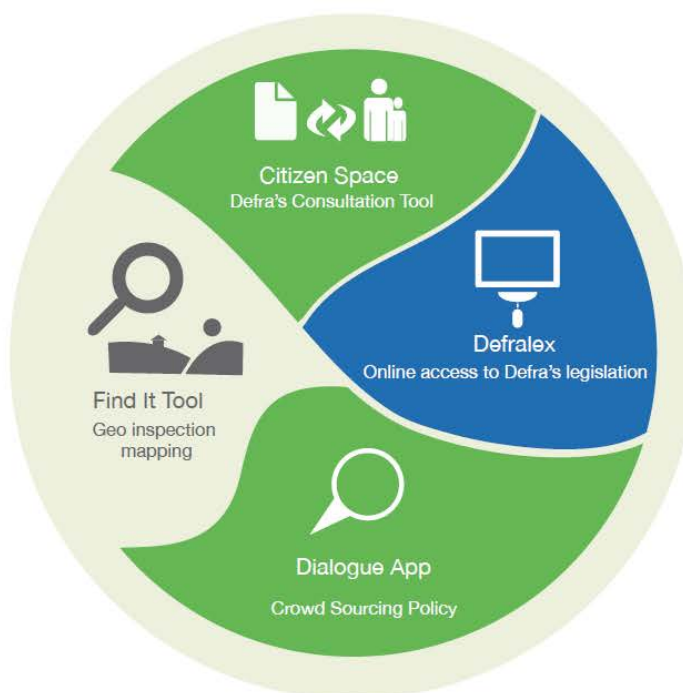 Citizen Space
Defra's Consultation Tool
Defralex
Online access to Defra's legislation
Find It Tool
Geo inspection
mapping
Dialogue App
Crowd Sourcing Policy